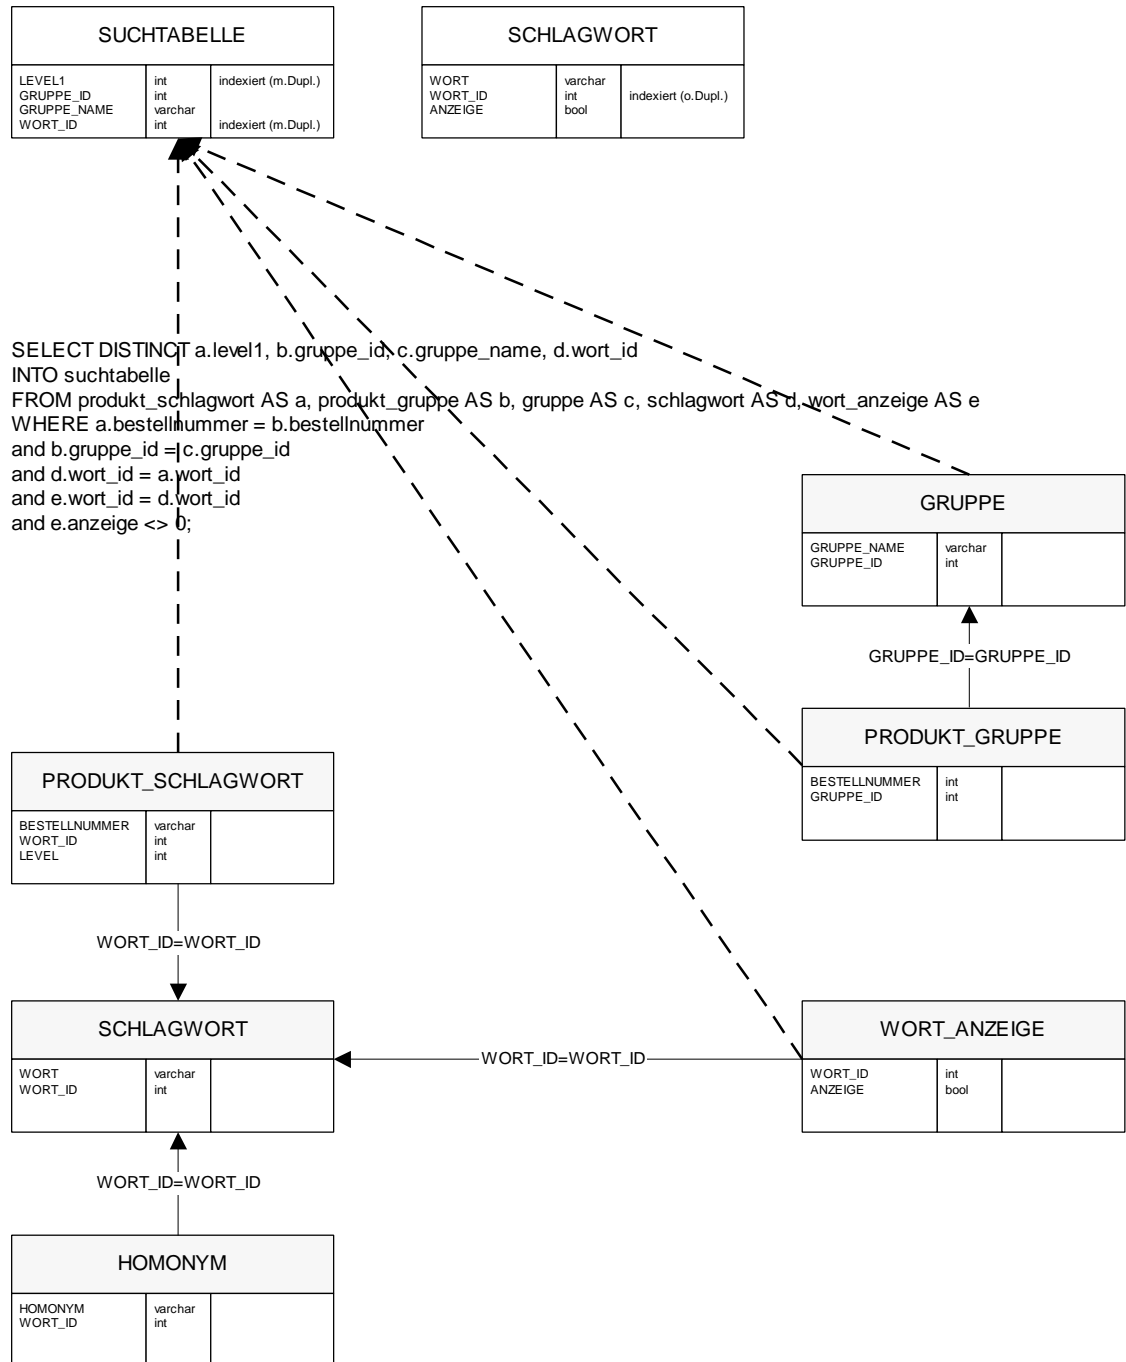 SUCHTABELLE
LEVEL1 int indexiert (m.Dupl.)
GRUPPE_ID int
GRUPPE_NAME varchar
WORT_ID int indexiert (m.Dupl.)
SCHLAGWORT
WORT varchar
WORT_ID int indexiert (o.Dupl.)
ANZEIGE bool
SELECT DISTINCT a.level1, b.gruppe_id, c.gruppe_name, d.wort_id
INTO suchtabelle
FROM produkt_schlagwort AS a, produkt_gruppe AS b, gruppe AS c, schlagwort AS d, wort_anzeige AS e
WHERE a.bestellnummer = b.bestellnummer
and b.gruppe_id = c.gruppe_id
and d.wort_id = a.wort_id
and e.wort_id = d.wort_id
and e.anzeige <> 0;
GRUPPE
GRUPPE_NAME varchar
GRUPPE_ID int
GRUPPE_ID=GRUPPE_ID
PRODUKT_GRUPPE
BESTELLNUMMER int
GRUPPE_ID int
PRODUKT_SCHLAGWORT
BESTELLNUMMER varchar
WORT_ID int
LEVEL int
WORT_ID=WORT_ID
SCHLAGWORT
WORT varchar
WORT_ID int
WORT_ID=WORT_ID
WORT_ANZEIGE
WORT_ID int
ANZEIGE bool
WORT_ID=WORT_ID
HOMONYM
HOMONYM varchar
WORT_ID int